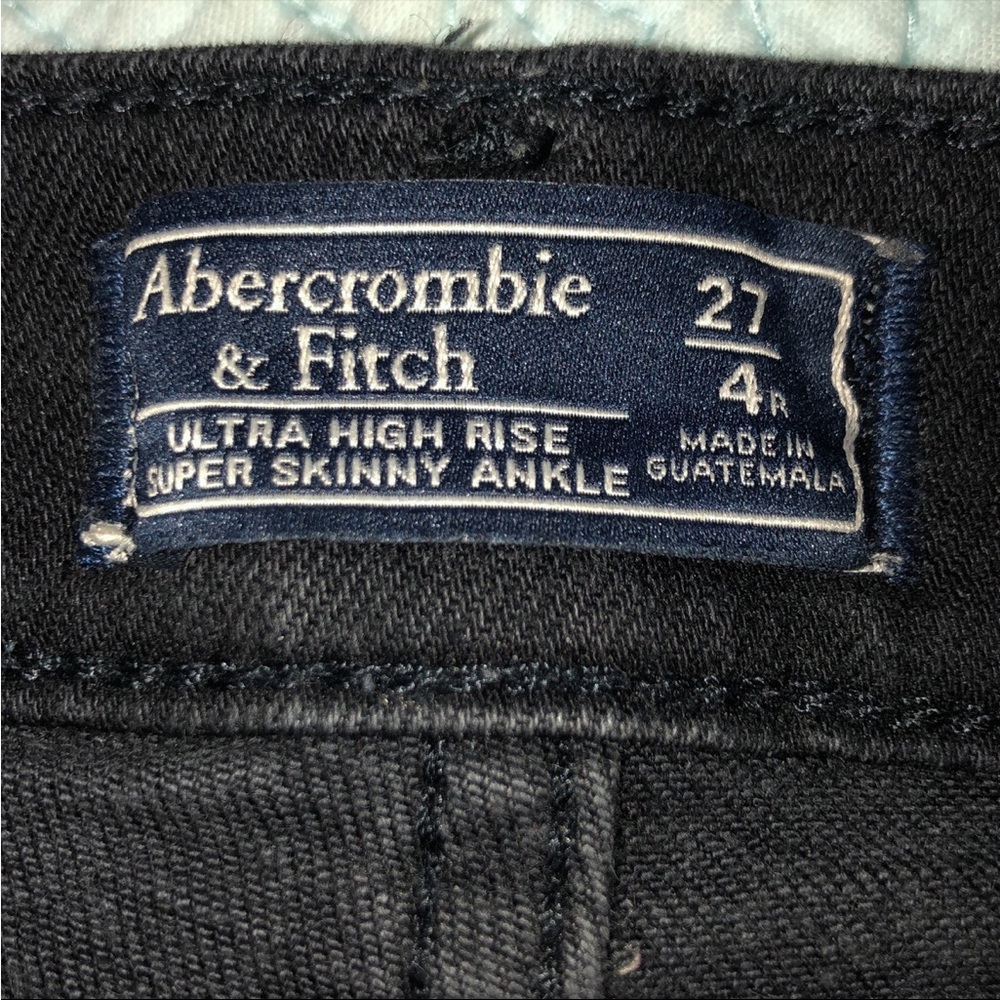 Abercrombie
& Fitch
ULTRA HIGH RISE
SUPER SKINNY ANKLE
27
4R
MADE IN
GUATEMALA